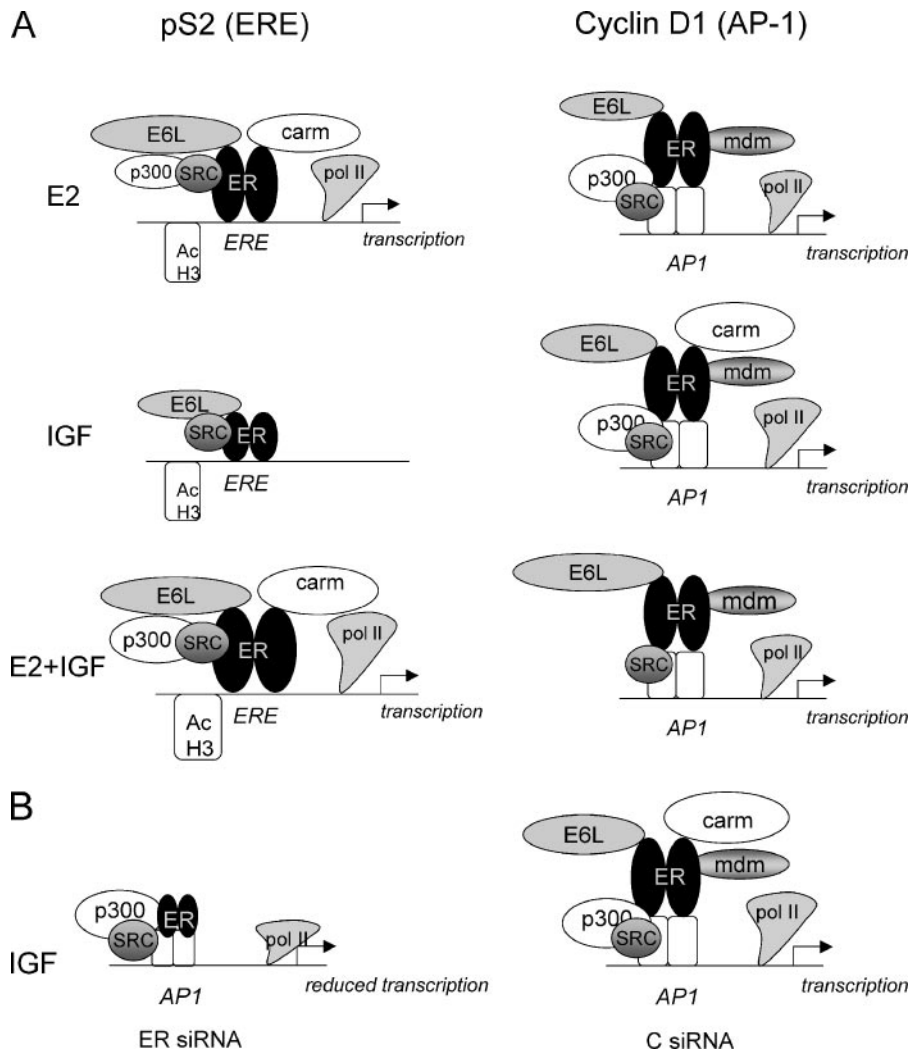 A
pS2 (ERE)
Cyclin D1 (AP-1)
E2
E6L
carm
p300
SRC
ER
pol II
Ac
H3
ERE
transcription
E6L
mdm
p300
ER
SRC
pol II
AP1
transcription
IGF
E6L
SRC
ER
Ac
H3
ERE
carm
E6L
mdm
ER
p300
SRC
pol II
AP1
transcription
E2+IGF
carm
E6L
p300
SRC
ER
pol II
Ac
H3
ERE
transcription
E6L
ER
mdm
SRC
pol II
AP1
transcription
B
IGF
p300
ER
SRC
pol II
AP1
reduced transcription
ER siRNA
carm
E6L
mdm
ER
p300
SRC
pol II
AP1
transcription
C siRNA